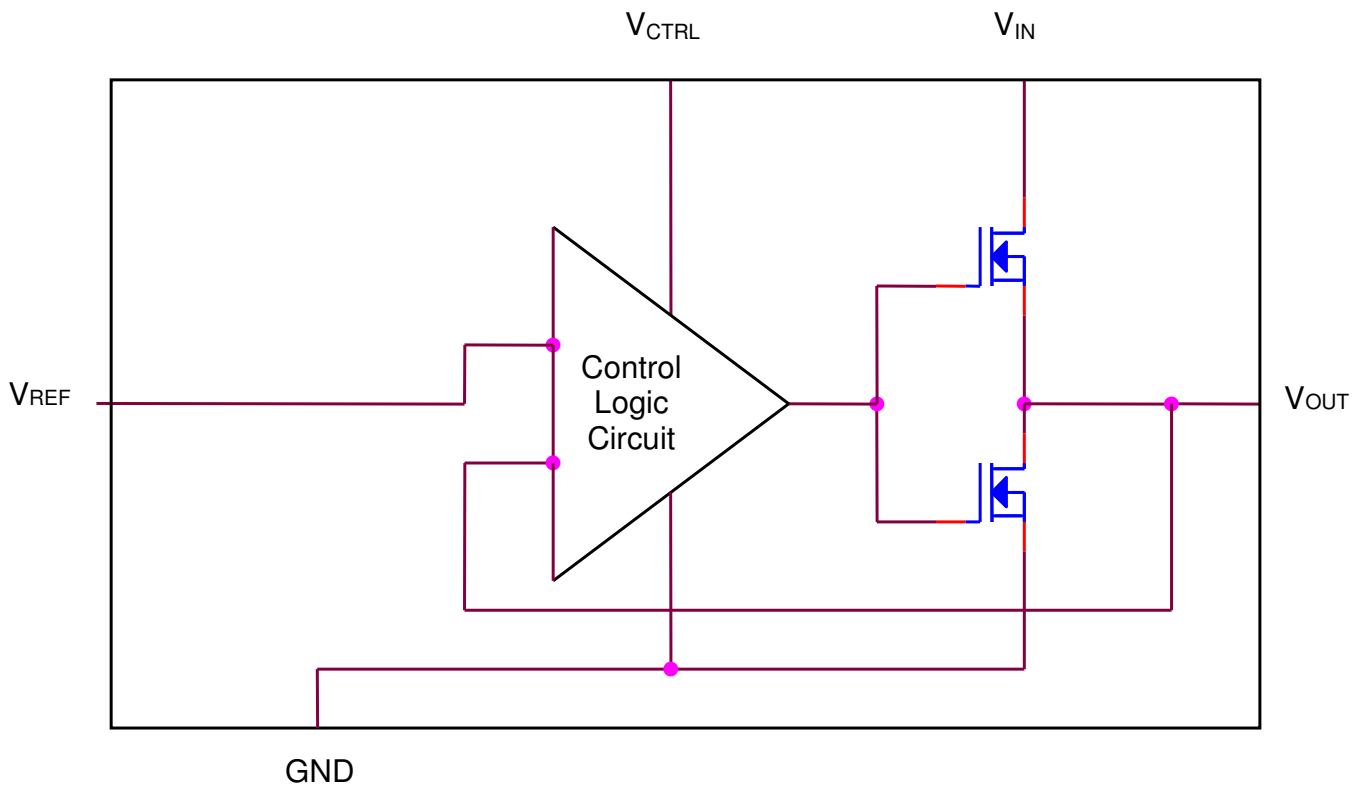 VCTRL
VIN
Control
Logic
Circuit
VREF
VOUT
GND